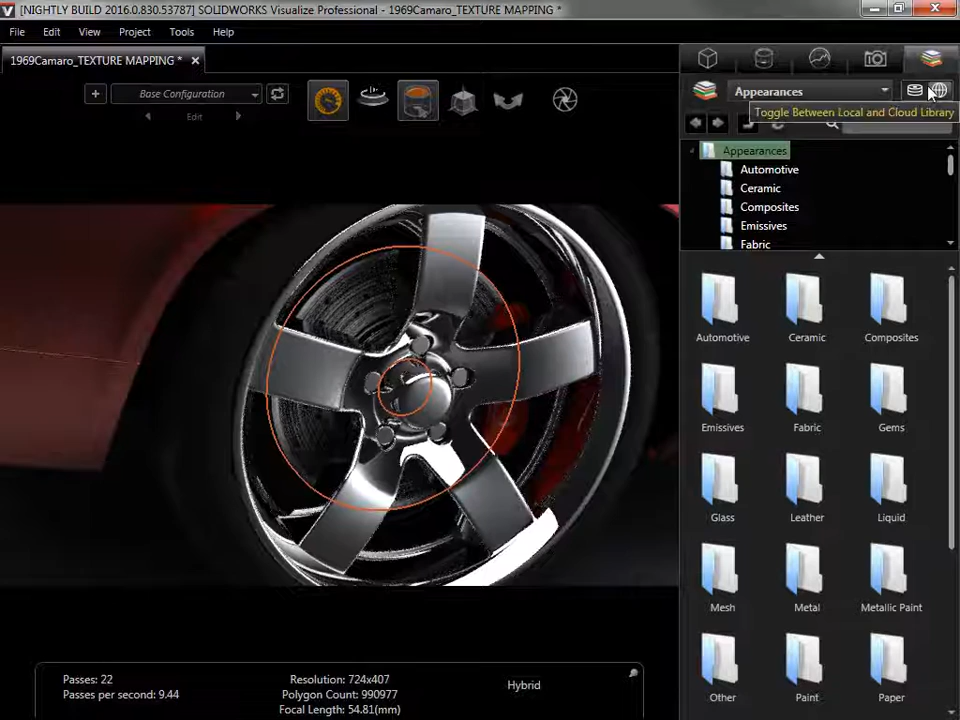 [NIGHTLY BUILD 2016.0.830.53787] SOLIDWORKS Visualize Professional - 1969Camaro_TEXTURE MAPPING *
File Edit View Project Tools Help
1969Camaro_TEXTURE MAPPING *
Base Configuration
Edit
Appearances
Toggle Between Local and Cloud Library
Appearances
Automotive
Ceramic
Composites
Emissives
Fabric
Automotive Ceramic Composites
Emissives Fabric Gems
Glass Leather Liquid
Mesh Metal Metallic Paint
Other Paint Paper
Passes: 22
Passes per second: 9.44
Resolution: 724x407
Polygon Count: 990977
Focal Length: 54.81(mm)
Hybrid